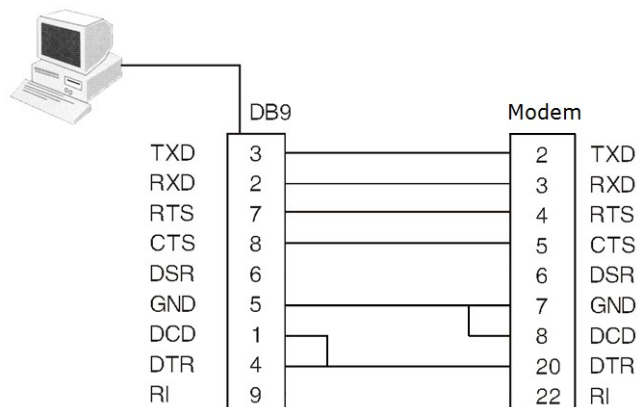 DB9 Modem
TXD 3 2 TXD
RXD 2 3 RXD
RTS 7 4 RTS
CTS 8 5 CTS
DSR 6 6 DSR
GND 5 7 GND
DCD 1 8 DCD
DTR 4 20 DTR
RI 9 22 RI